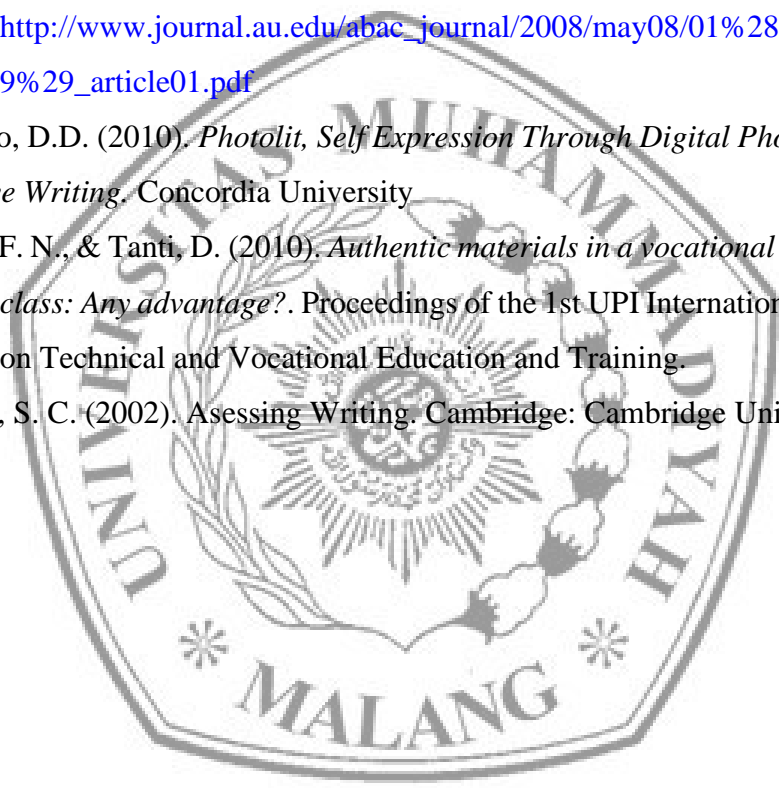 http://www.journal.au.edu/abac_journal/2008/may08/01%28
9%29_article01.pdf
o, D.D. (2010). Photolit, Self Expression Through Digital Pho
e Writing. Concordia University
F. N., & Tanti, D. (2010). Authentic materials in a vocational
class: Any advantage?. Proceedings of the 1st UPI Internation
on Technical and Vocational Education and Training.
, S. C. (2002). Asessing Writing. Cambridge: Cambridge Uni
UNIVERSITAS MUHAMMADIYAH
* MALANG *